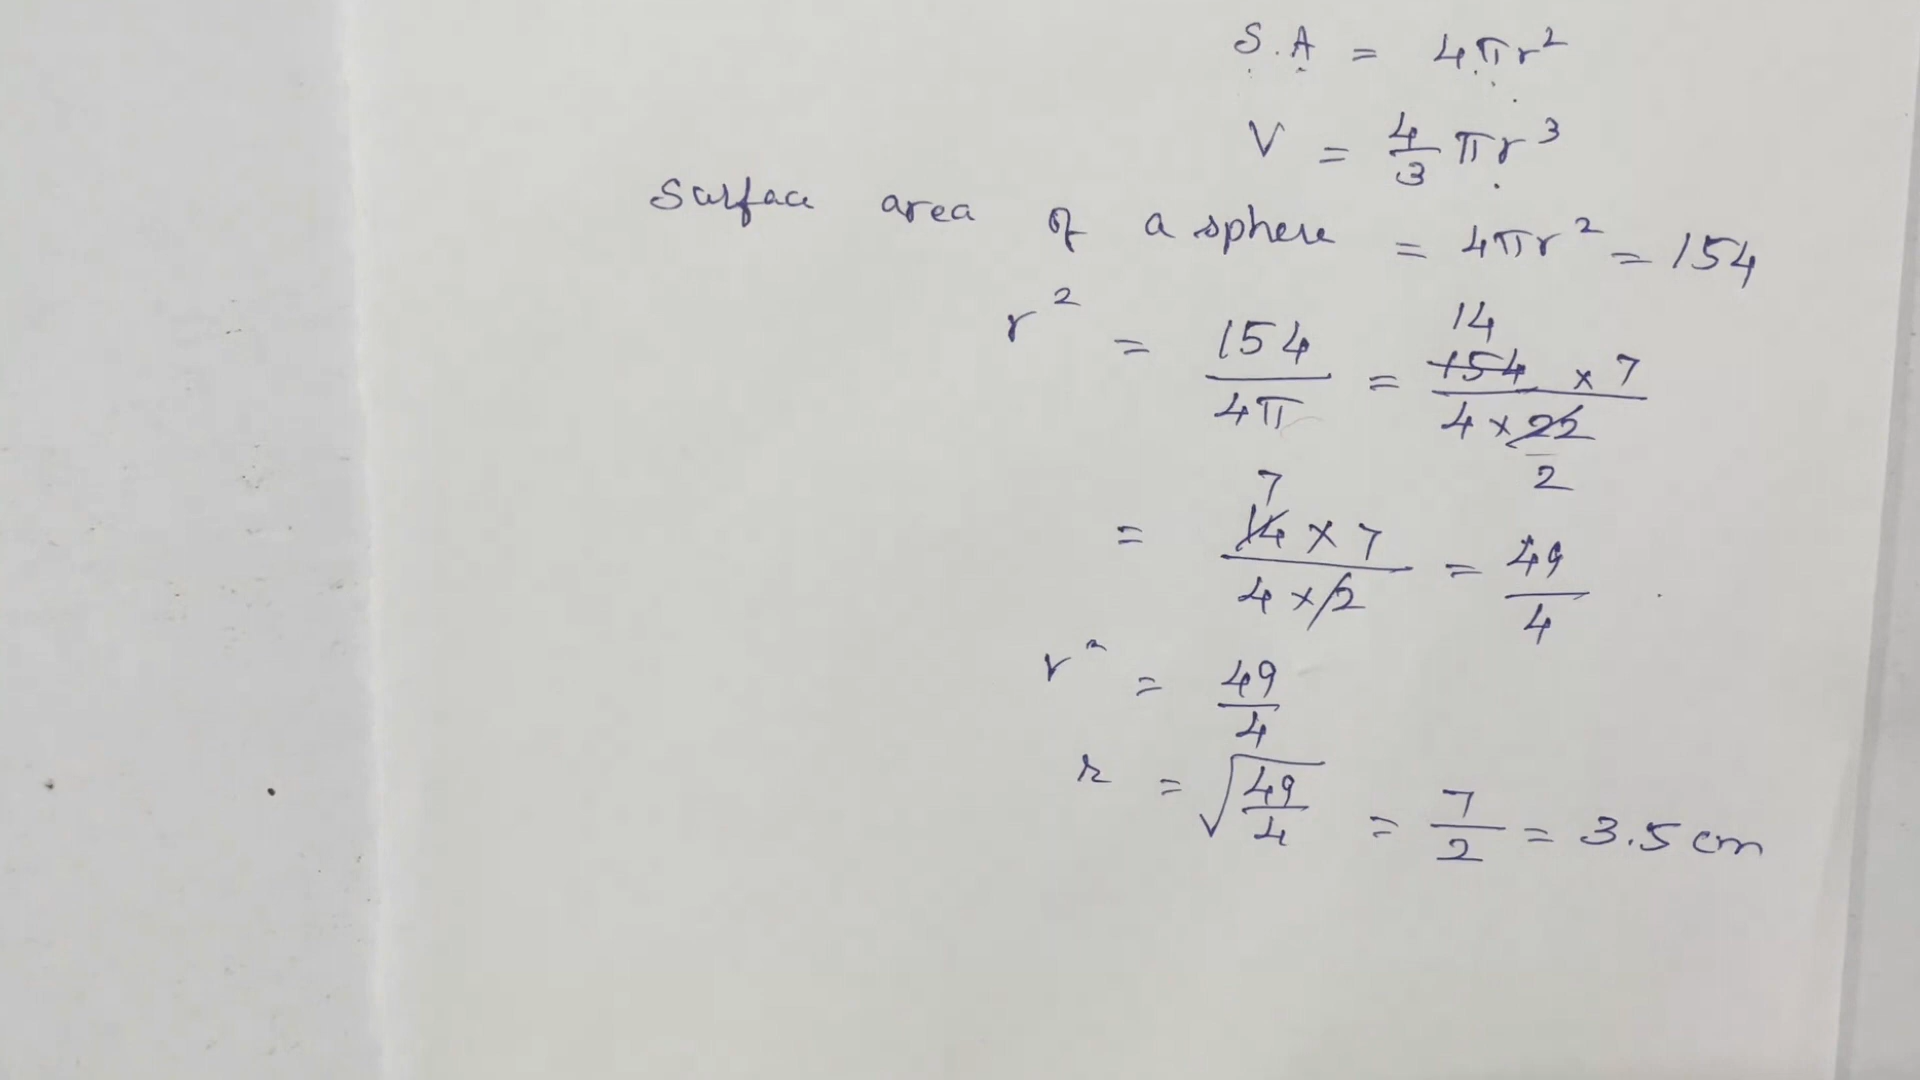 S.A = 4πr²
V = 4/3 πr³
Surface area of a sphere = 4πr² = 154
r² = 154/4π = 14 154 × 7 / 4 × 22 2
= 7 14 × 7 / 4 × 2 = 49/4
r² = 49/4
r = √49/4 = 7/2 = 3.5 cm